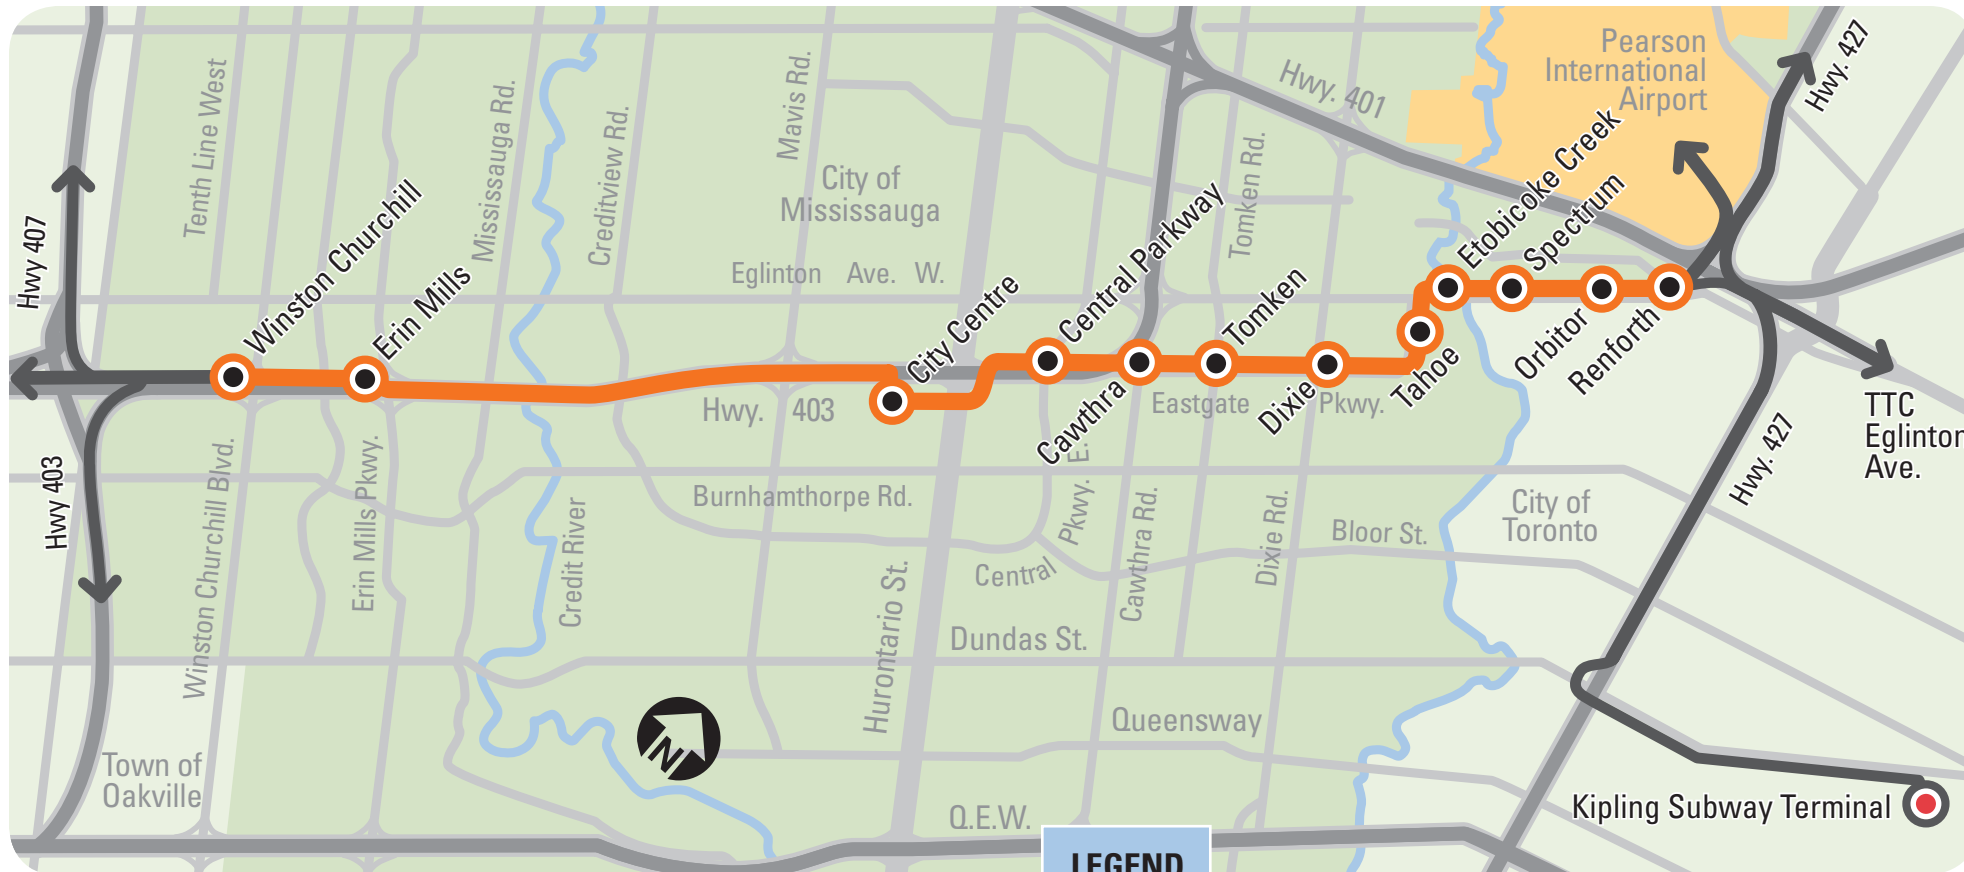 Pearson
International
Airport
Hwy. 427
Hwy. 401
Tenth Line West
Mississauga Rd.
Creditview Rd.
Mavis Rd.
Tomken Rd.
City of
Mississauga
Eglinton Ave. W.
Hwy 407
Winston Churchill
Erin Mills
City Centre
Central Parkway
Cawthra
Tomken
Dixie
Tahoe
Etobicoke Creek
Spectrum
Orbitor
Renforth
Hwy. 403
Eastgate Pkwy.
TTC
Eglinton
Ave.
Hwy 403
Winston Churchill Blvd.
Erin Mills Pkwy.
Credit River
Burnhamthorpe Rd.
Hurontario St.
Central Pkwy. E.
Cawthra Rd.
Dixie Rd.
Bloor St.
City of
Toronto
Hwy. 427
Dundas St.
Queensway
N
Town of
Oakville
Q.E.W.
Kipling Subway Terminal
LEGEND